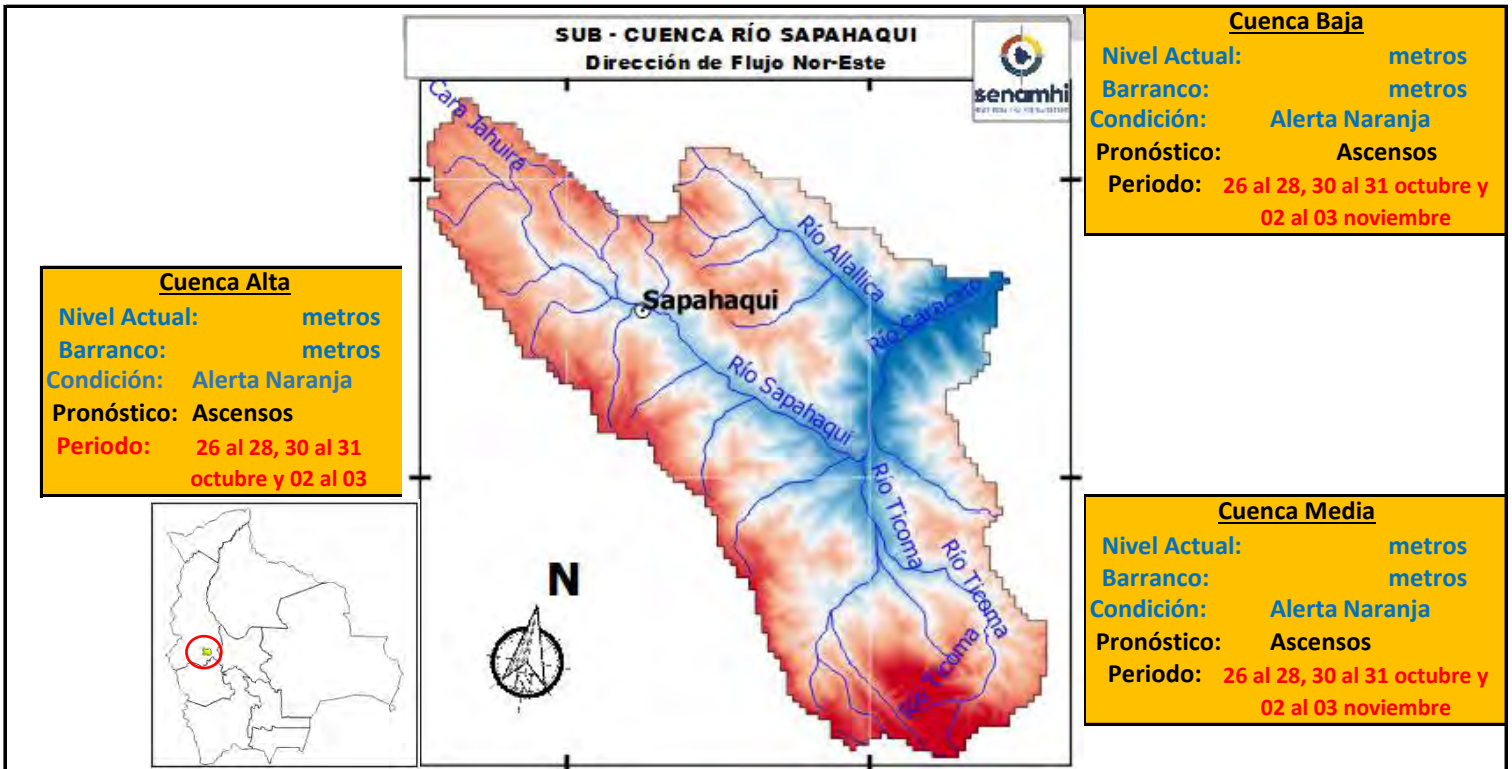 SUB - CUENCA RÍO SAPAHAQUI
Dirección de Flujo Nor-Este
senamhi
Cuenca Baja
Nivel Actual: metros
Barranco: metros
Condición: Alerta Naranja
Pronóstico: Ascensos
Periodo: 26 al 28, 30 al 31 octubre y
02 al 03 noviembre
Cuenca Alta
Nivel Actual: metros
Barranco: metros
Condición: Alerta Naranja
Pronóstico: Ascensos
Periodo: 26 al 28, 30 al 31
octubre y 02 al 03
Cara Jahuira
Río Allallica
Sapahaqui
Río Caracato
Río Sapahaqui
Río Ticoma
Río Ticoma
Río Ticoma
N
Cuenca Media
Nivel Actual: metros
Barranco: metros
Condición: Alerta Naranja
Pronóstico: Ascensos
Periodo: 26 al 28, 30 al 31 octubre y
02 al 03 noviembre